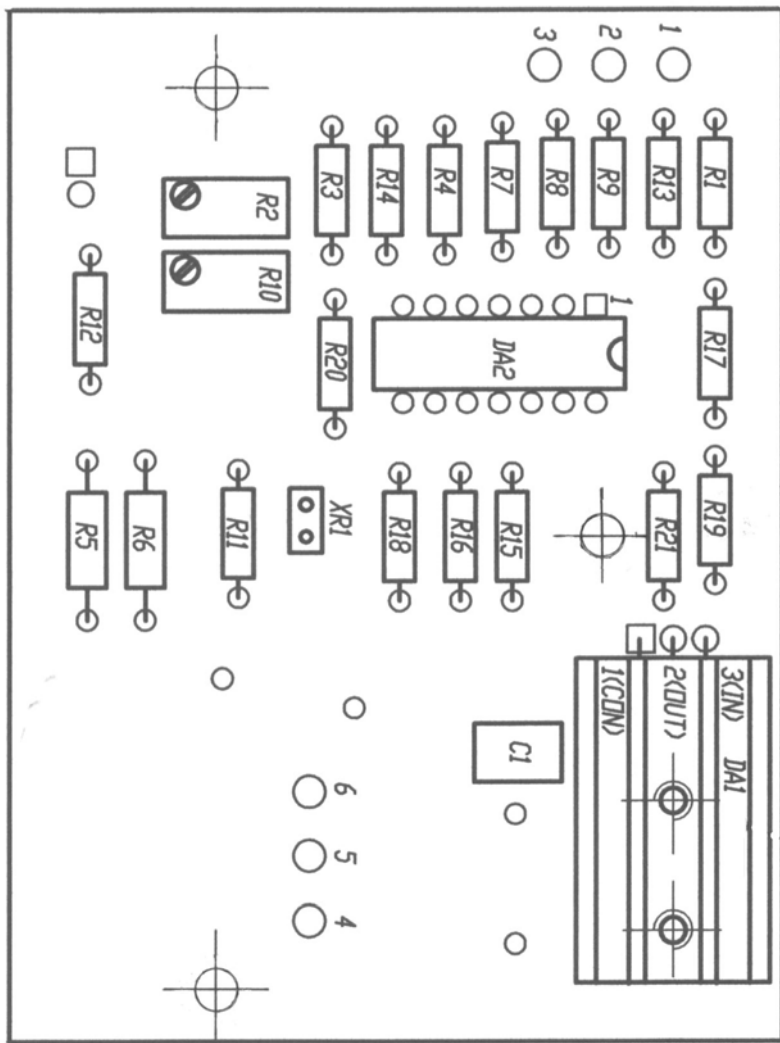 3 2 1
R3
R14
R4
R7
R8
R9
R13
R1
R2
R10
R12
R20
DA2
1
R17
R5
R6
R11
XR1
R18
R16
R15
R21
R19
1(CON)
2(OUT)
3(IN)
DA1
C1
6
5
4